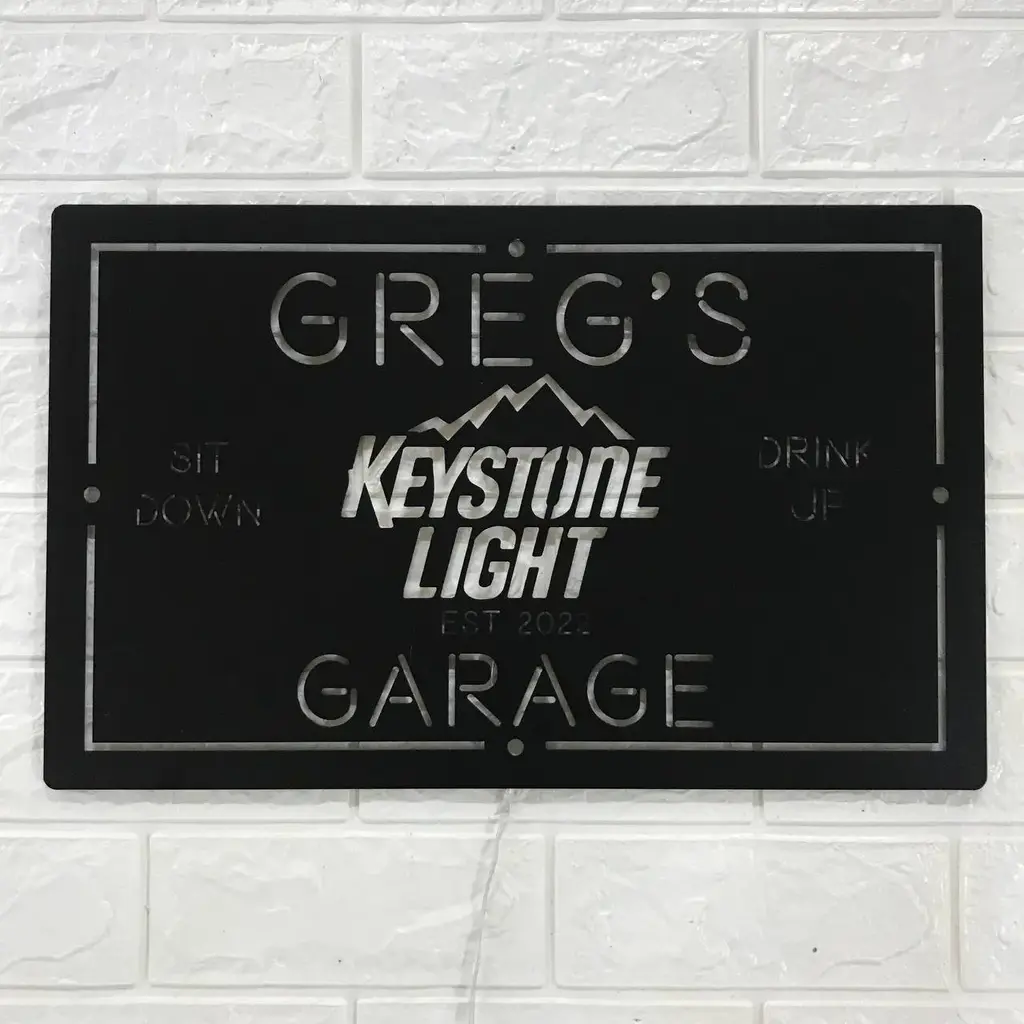 GREG'S
SIT
DOWN
KEYSTONE
LIGHT
DRINK
UP
EST 2022
GARAGE